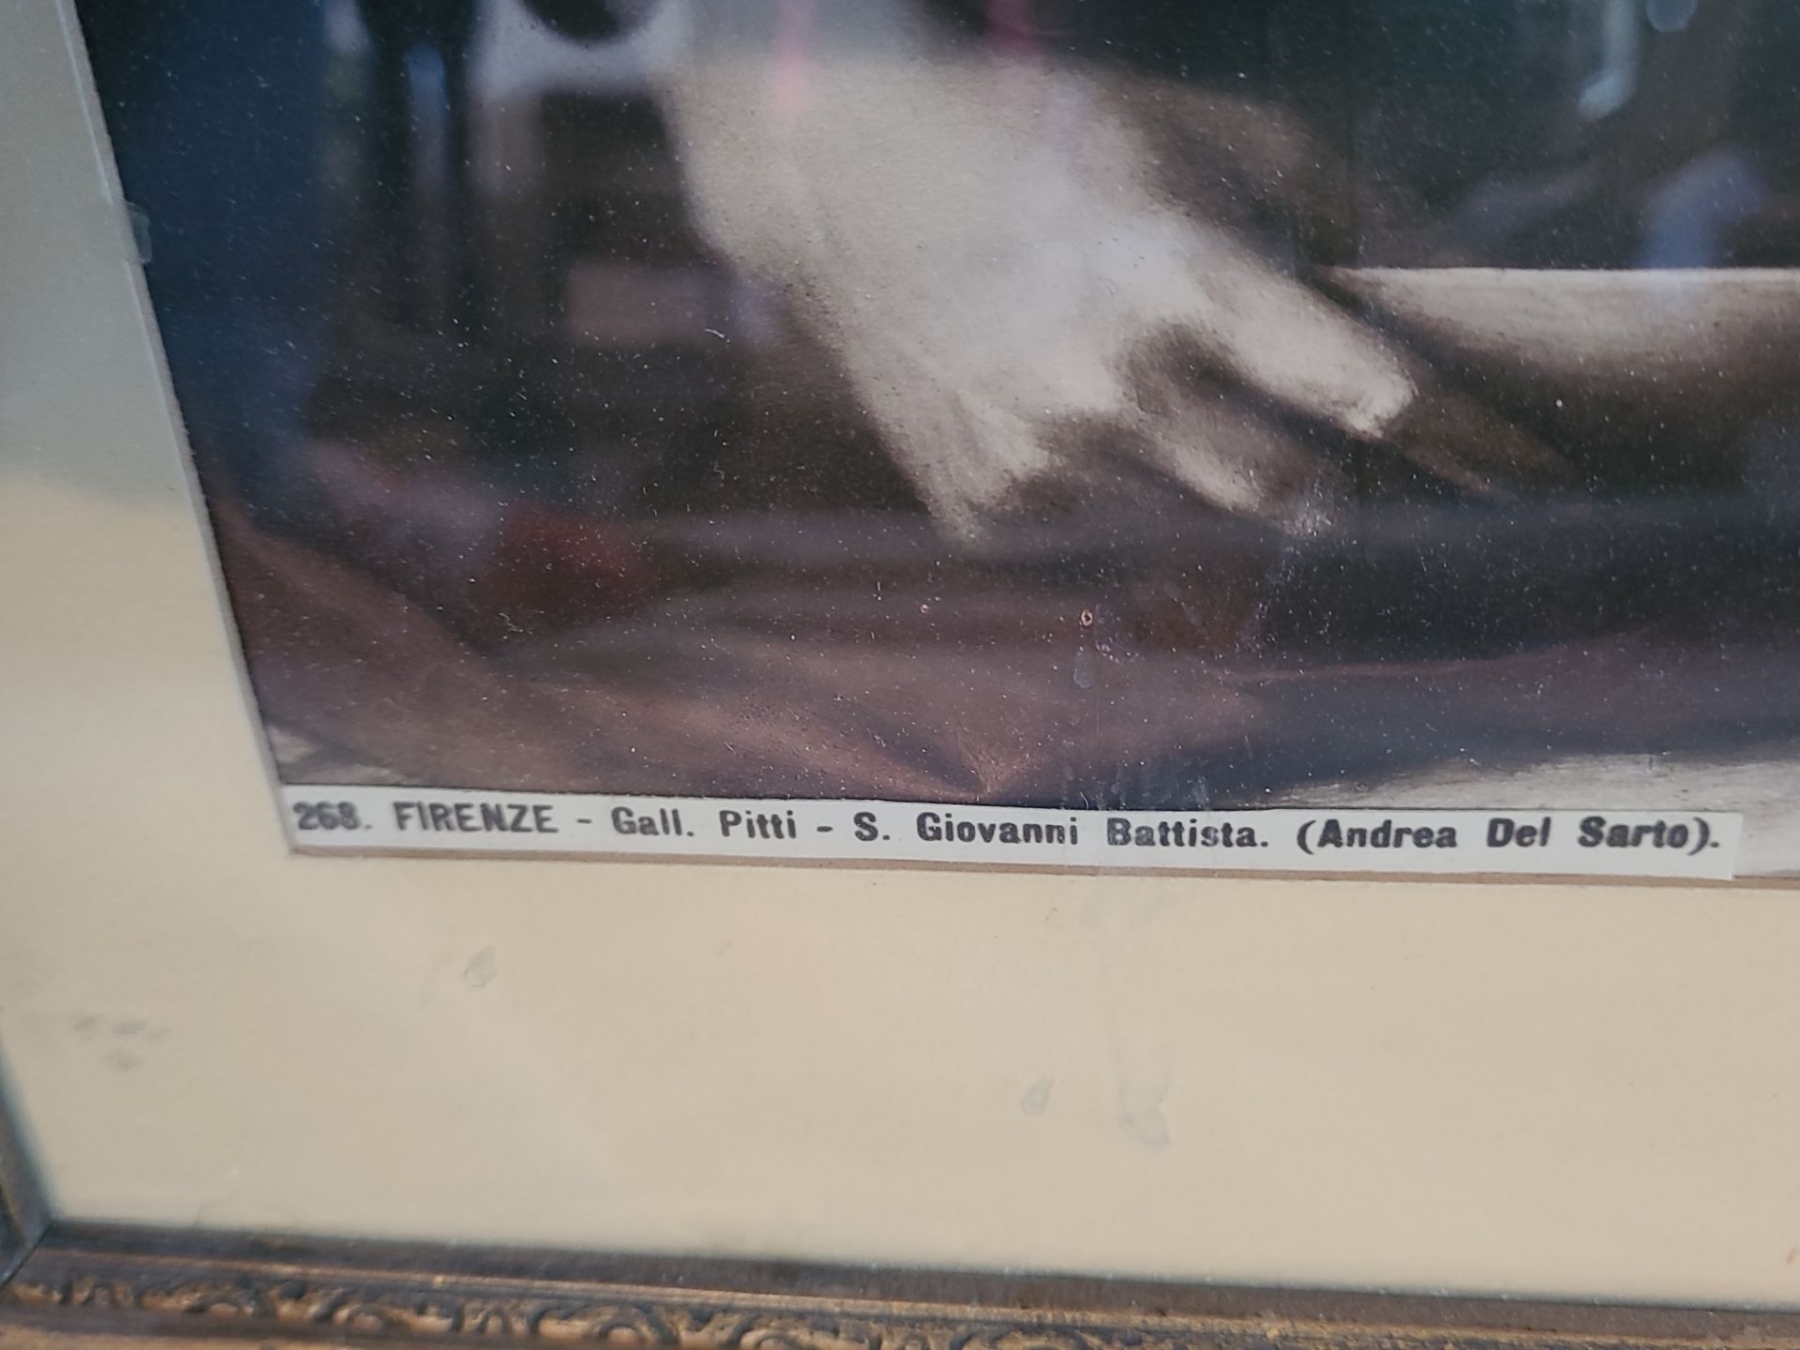 268. FIRENZE - Gall. Pitti - S. Giovanni Battista. (Andrea Del Sarto).